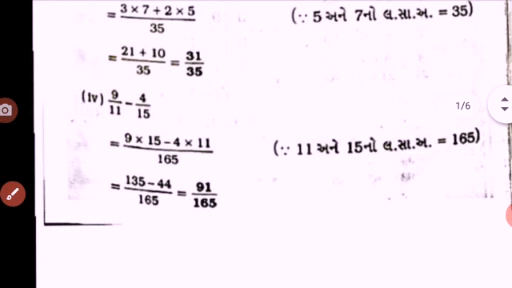 = 3 × 7 + 2 × 5 / 35 (∵ 5 અને 7નો લ.સા.અ. = 35)
= 21 + 10 / 35 = 31 / 35
(iv) 9/11 – 4/15
1/6
= 9 × 15 – 4 × 11 / 165 (∵ 11 અને 15નો લ.સા.અ. = 165)
= 135 – 44 / 165 = 91 / 165